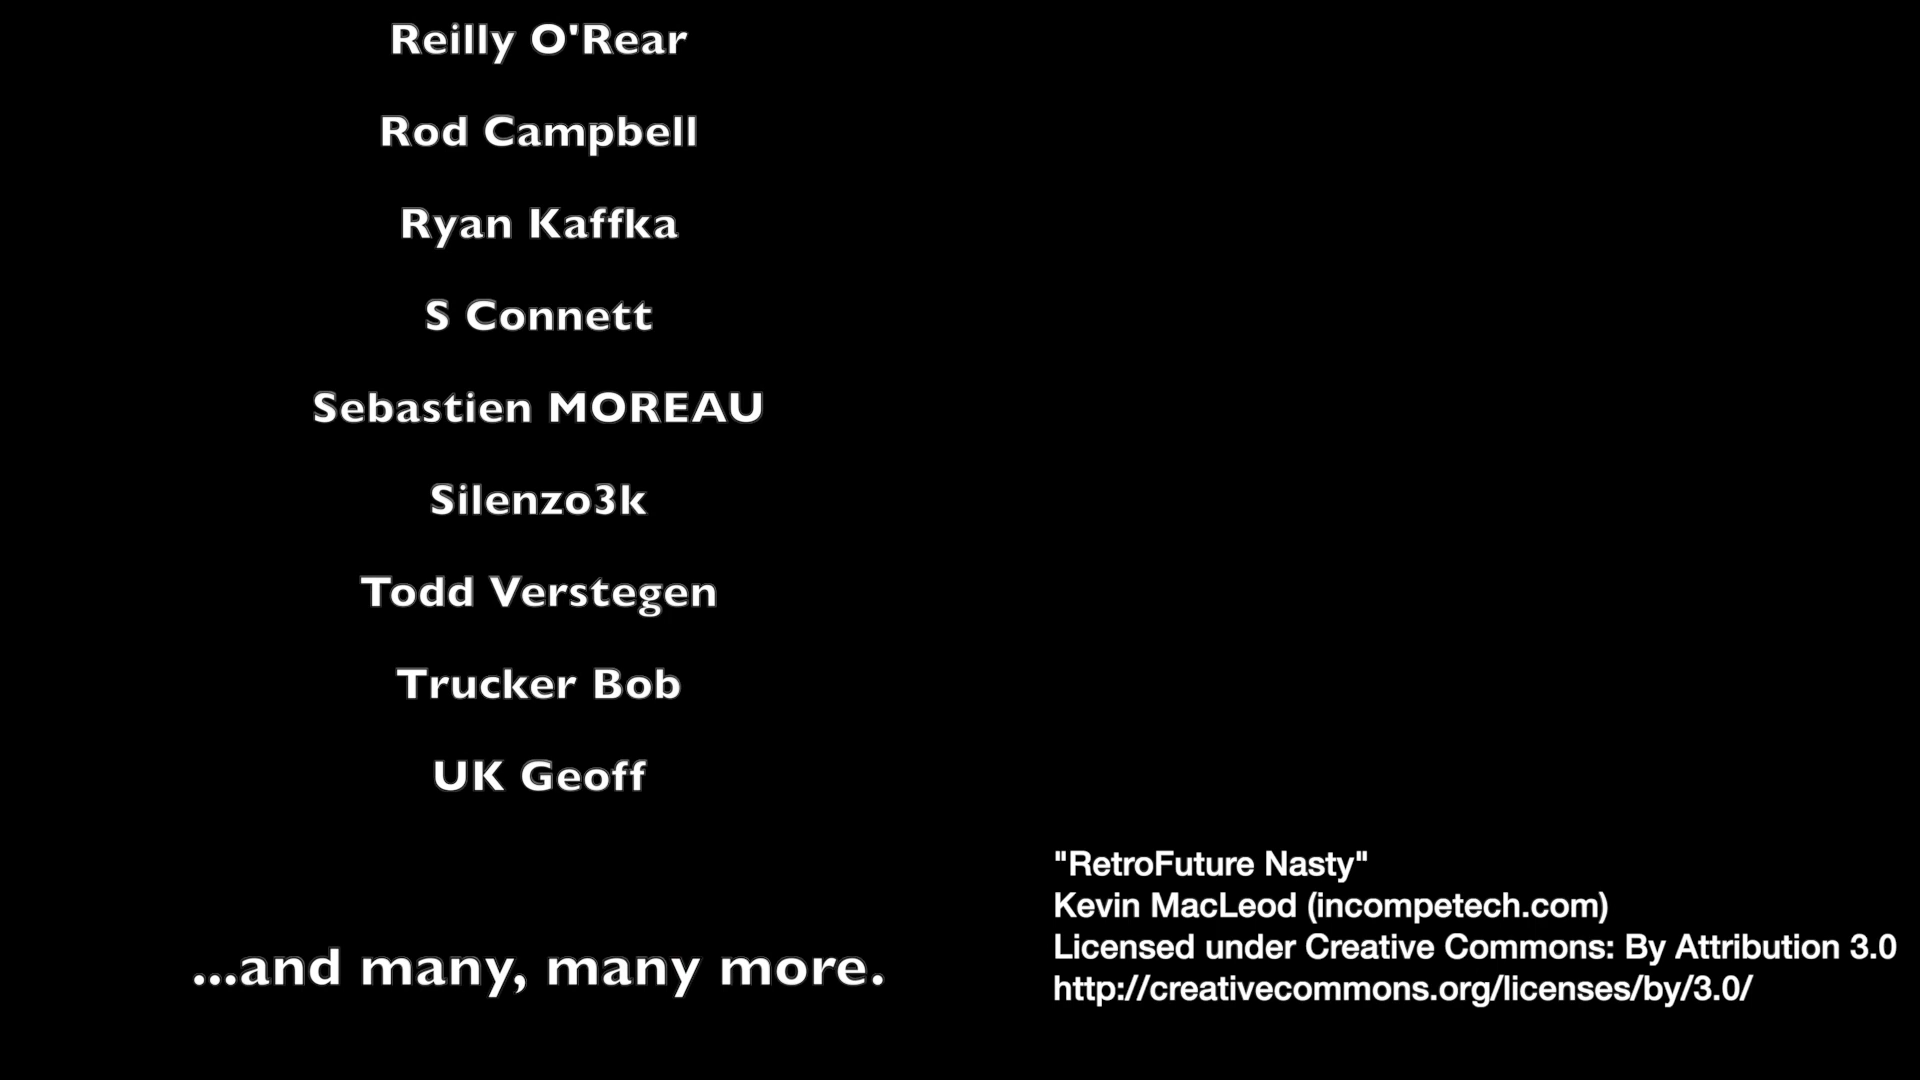 Reilly O'Rear
Rod Campbell
Ryan Kaffka
S Connett
Sebastien MOREAU
Silenzo3k
Todd Verstegen
Trucker Bob
UK Geoff
...and many, many more.
"RetroFuture Nasty"
Kevin MacLeod (incompetech.com)
Licensed under Creative Commons: By Attribution 3.0
http://creativecommons.org/licenses/by/3.0/